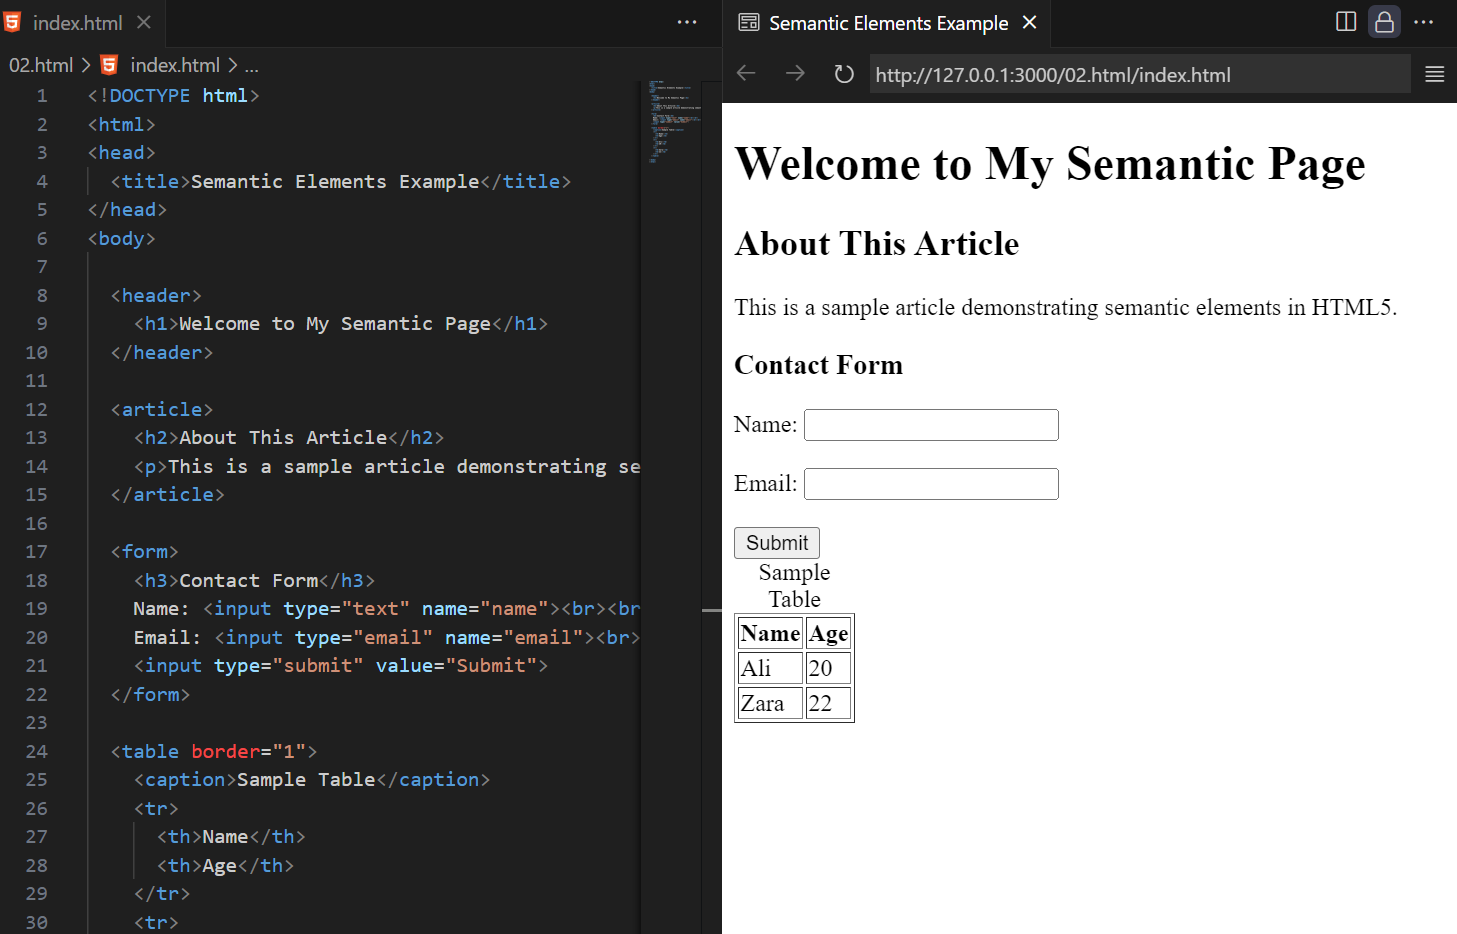 index.html
02.html > index.html > ...
1 <!DOCTYPE html>
2 <html>
3 <head>
4 <title>Semantic Elements Example</title>
5 </head>
6 <body>
7
8 <header>
9 <h1>Welcome to My Semantic Page</h1>
10 </header>
11
12 <article>
13 <h2>About This Article</h2>
14 <p>This is a sample article demonstrating se
15 </article>
16
17 <form>
18 <h3>Contact Form</h3>
19 Name: <input type="text" name="name"><br><br
20 Email: <input type="email" name="email"><br>
21 <input type="submit" value="Submit">
22 </form>
23
24 <table border="1">
25 <caption>Sample Table</caption>
26 <tr>
27 <th>Name</th>
28 <th>Age</th>
29 </tr>
30 <tr>
Semantic Elements Example
http://127.0.0.1:3000/02.html/index.html
Welcome to My Semantic Page
About This Article
This is a sample article demonstrating semantic elements in HTML5.
Contact Form
Name:
Email:
Submit
Sample
Table
Name Age
Ali 20
Zara 22